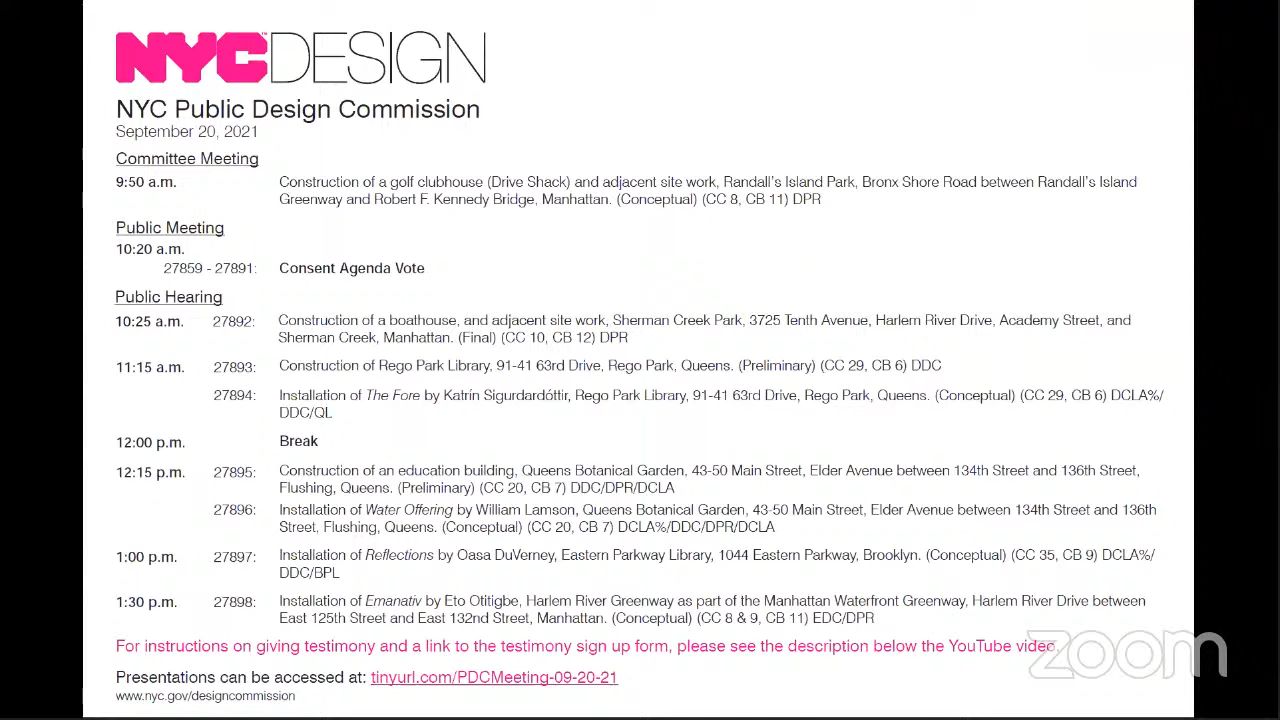 NYCDESIGN
NYC Public Design Commission
September 20, 2021
Committee Meeting
9:50 a.m. Construction of a golf clubhouse (Drive Shack) and adjacent site work, Randall's Island Park, Bronx Shore Road between Randall's Island
Greenway and Robert F. Kennedy Bridge, Manhattan. (Conceptual) (CC 8, CB 11) DPR
Public Meeting
10:20 a.m.
27859 - 27891: Consent Agenda Vote
Public Hearing
10:25 a.m. 27892: Construction of a boathouse, and adjacent site work, Sherman Creek Park, 3725 Tenth Avenue, Harlem River Drive, Academy Street, and
Sherman Creek, Manhattan. (Final) (CC 10, CB 12) DPR
11:15 a.m. 27893: Construction of Rego Park Library, 91-41 63rd Drive, Rego Park, Queens. (Preliminary) (CC 29, CB 6) DDC
27894: Installation of The Fore by Katrín Sigurdardóttir, Rego Park Library, 91-41 63rd Drive, Rego Park, Queens. (Conceptual) (CC 29, CB 6) DCLA%/
DDC/QL
12:00 p.m. Break
12:15 p.m. 27895: Construction of an education building, Queens Botanical Garden, 43-50 Main Street, Elder Avenue between 134th Street and 136th Street,
Flushing, Queens. (Preliminary) (CC 20, CB 7) DDC/DPR/DCLA
27896: Installation of Water Offering by William Lamson, Queens Botanical Garden, 43-50 Main Street, Elder Avenue between 134th Street and 136th
Street, Flushing, Queens. (Conceptual) (CC 20, CB 7) DCLA%/DDC/DPR/DCLA
1:00 p.m. 27897: Installation of Reflections by Oasa DuVerney, Eastern Parkway Library, 1044 Eastern Parkway, Brooklyn. (Conceptual) (CC 35, CB 9) DCLA%/
DDC/BPL
1:30 p.m. 27898: Installation of Emanativ by Eto Otitigbe, Harlem River Greenway as part of the Manhattan Waterfront Greenway, Harlem River Drive between
East 125th Street and East 132nd Street, Manhattan. (Conceptual) (CC 8 & 9, CB 11) EDC/DPR
For instructions on giving testimony and a link to the testimony sign up form, please see the description below the YouTube video.
zoom
Presentations can be accessed at: tinyurl.com/PDCMeeting-09-20-21
www.nyc.gov/designcommission